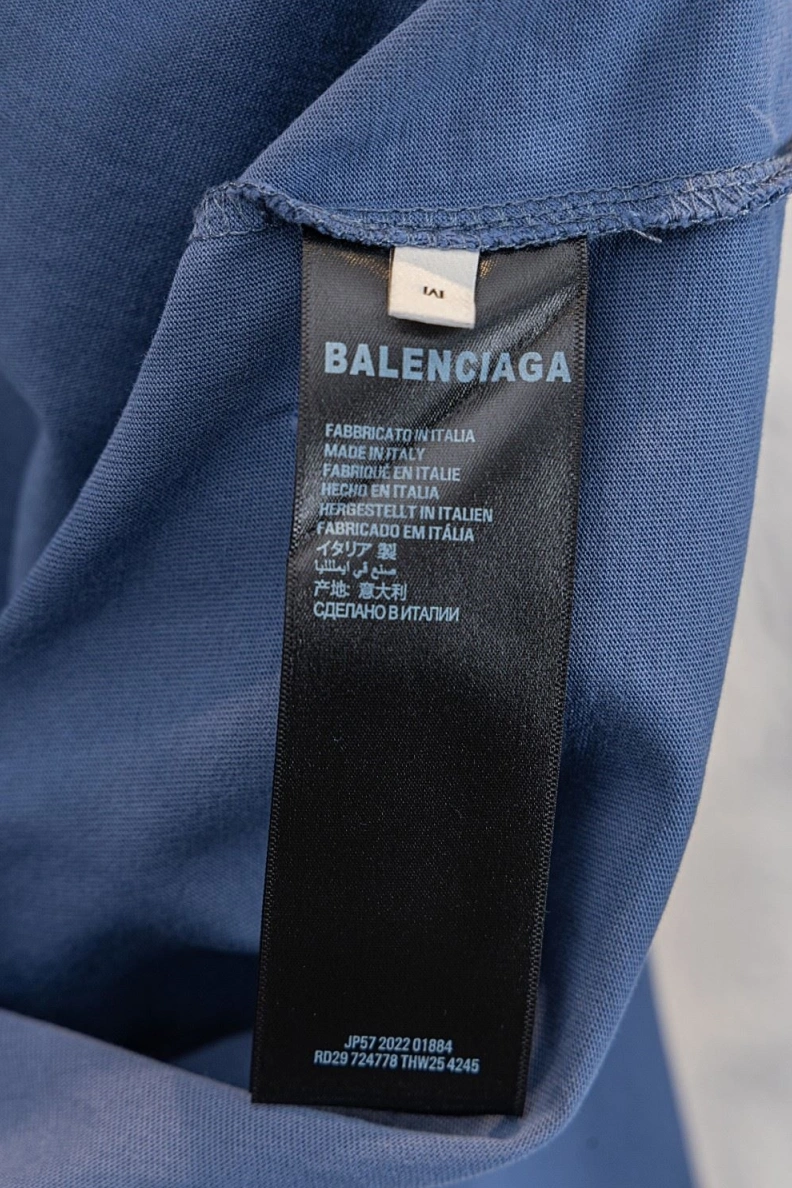 BALENCIAGA
FABBRICATO IN ITALIA
MADE IN ITALY
FABRIQUÉ EN ITALIE
HECHO EN ITALIA
HERGESTELLT IN ITALIEN
FABRICADO EM ITÁLIA
イタリア 製
صنع في
产地: 意大利
СДЕЛАНО В ИТАЛИИ
JP57 2022 01884
RD29 724778 THW25 4245